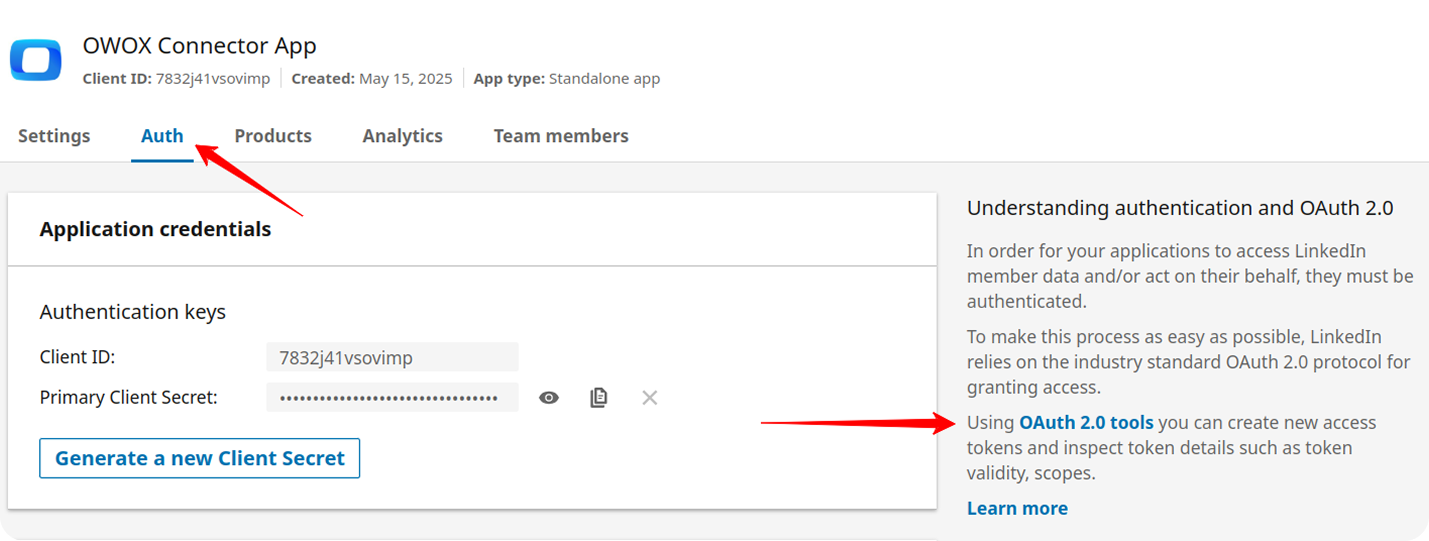 OWOX Connector App
Client ID: 7832j41vsovimp Created: May 15, 2025 App type: Standalone app
Settings Auth Products Analytics Team members
Application credentials
Authentication keys
Client ID: 7832j41vsovimp
Primary Client Secret: •••••••••••••••••••••••••••••••••
Generate a new Client Secret
Understanding authentication and OAuth 2.0
In order for your applications to access LinkedIn
member data and/or act on their behalf, they must be
authenticated.
To make this process as easy as possible, LinkedIn
relies on the industry standard OAuth 2.0 protocol for
granting access.
Using OAuth 2.0 tools you can create new access
tokens and inspect token details such as token
validity, scopes.
Learn more